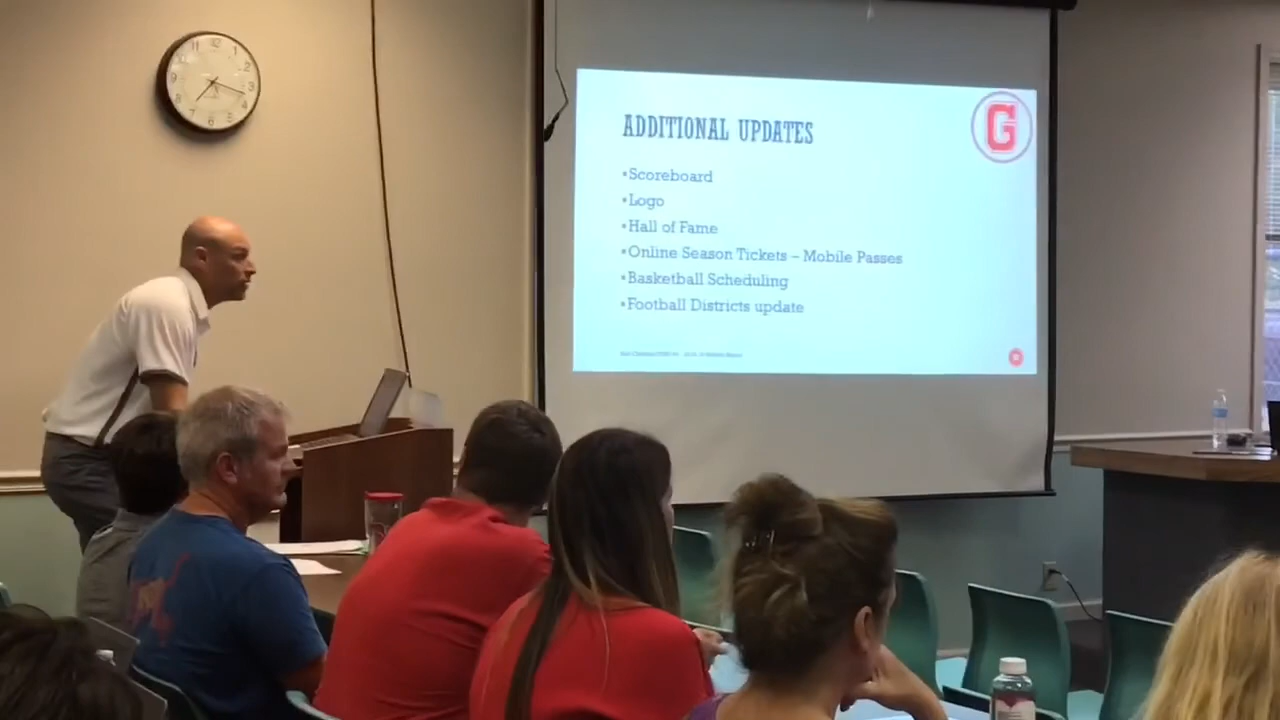 ADDITIONAL UPDATES
G
▪Scoreboard
▪Logo
▪Hall of Fame
▪Online Season Tickets – Mobile Passes
▪Basketball Scheduling
▪Football Districts update